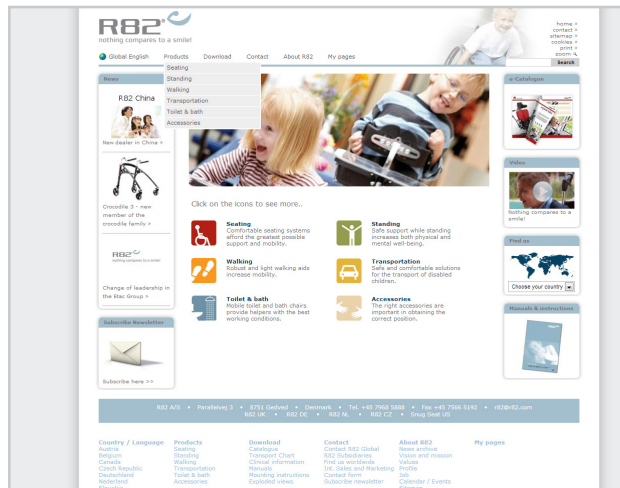 R82
nothing compares to a smile!
home »
contact »
sitemap »
cookies »
print »
zoom
Search
Global English Products Download Contact About R82 My pages
Seating
Standing
Walking
Transportation
Toilet & bath
Accessories
News
R82 China
New dealer in China »
Crocodile 3 - new
member of the
crocodile family »
R82
nothing compares to a smile!
Change of leadership in
the Etac Group »
Subscribe Newsletter
Subscribe here >>
Click on the icons to see more..
Seating
Comfortable seating systems
afford the greatest possible
support and mobility.
Standing
Safe support while standing
increases both physical and
mental well-being.
Walking
Robust and light walking aids
increase mobility.
Transportation
Safe and comfortable solutions
for the transport of disabled
children.
Toilet & bath
Mobile toilet and bath chairs
provide helpers with the best
working conditions.
Accessories
The right accessories are
important in obtaining the
correct position.
e-Catalogue
Video
Nothing compares to a
smile!
Find us
Choose your country
Manuals & instructions
R82 A/S • Parallelvej 3 • 8751 Gedved • Denmark • Tel. +45 7968 5888 • Fax +45 7566 5192 • r82@r82.com
R82 UK • R82 DE • R82 NL • R82 CZ • Snug Seat US
Country / Language
Austria
Belgium
Canada
Czech Republic
Deutschland
Nederland
Products
Seating
Standing
Walking
Transportation
Toilet & bath
Accessories
Download
Catalogue
Transport Chart
Clinical information
Manuals
Mounting instructions
Exploded views
Contact
Contact R82 Global
R82 Subsidiaries
Find us worldwide
Int. Sales and Marketing
Contact form
Subscribe newsletter
About R82
News archive
Vision and mission
Values
Profile
Job
Calendar / Events
My pages